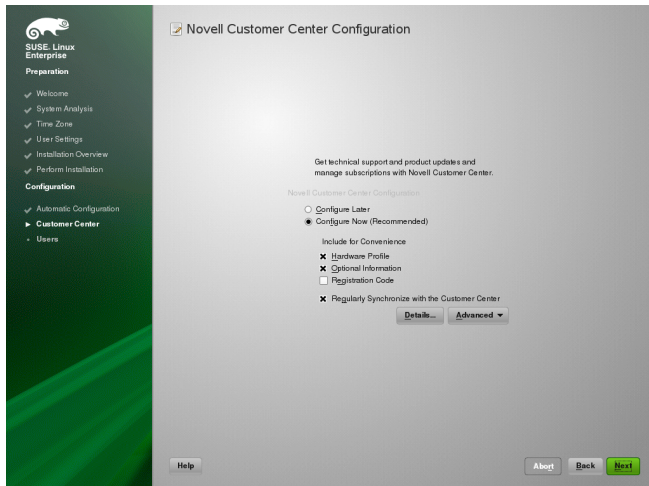 SUSE. Linux
Enterprise
Preparation
Welcome
System Analysis
Time Zone
User Settings
Installation Overview
Perform Installation
Configuration
Automatic Configuration
Customer Center
Users
Novell Customer Center Configuration
Get technical support and product updates and
manage subscriptions with Novell Customer Center.
Novell Customer Center Configuration
Configure Later
Configure Now (Recommended)
Include for Convenience
Hardware Profile
Optional Information
Registration Code
Regularly Synchronize with the Customer Center
Details... Advanced
Help Abort Back Next